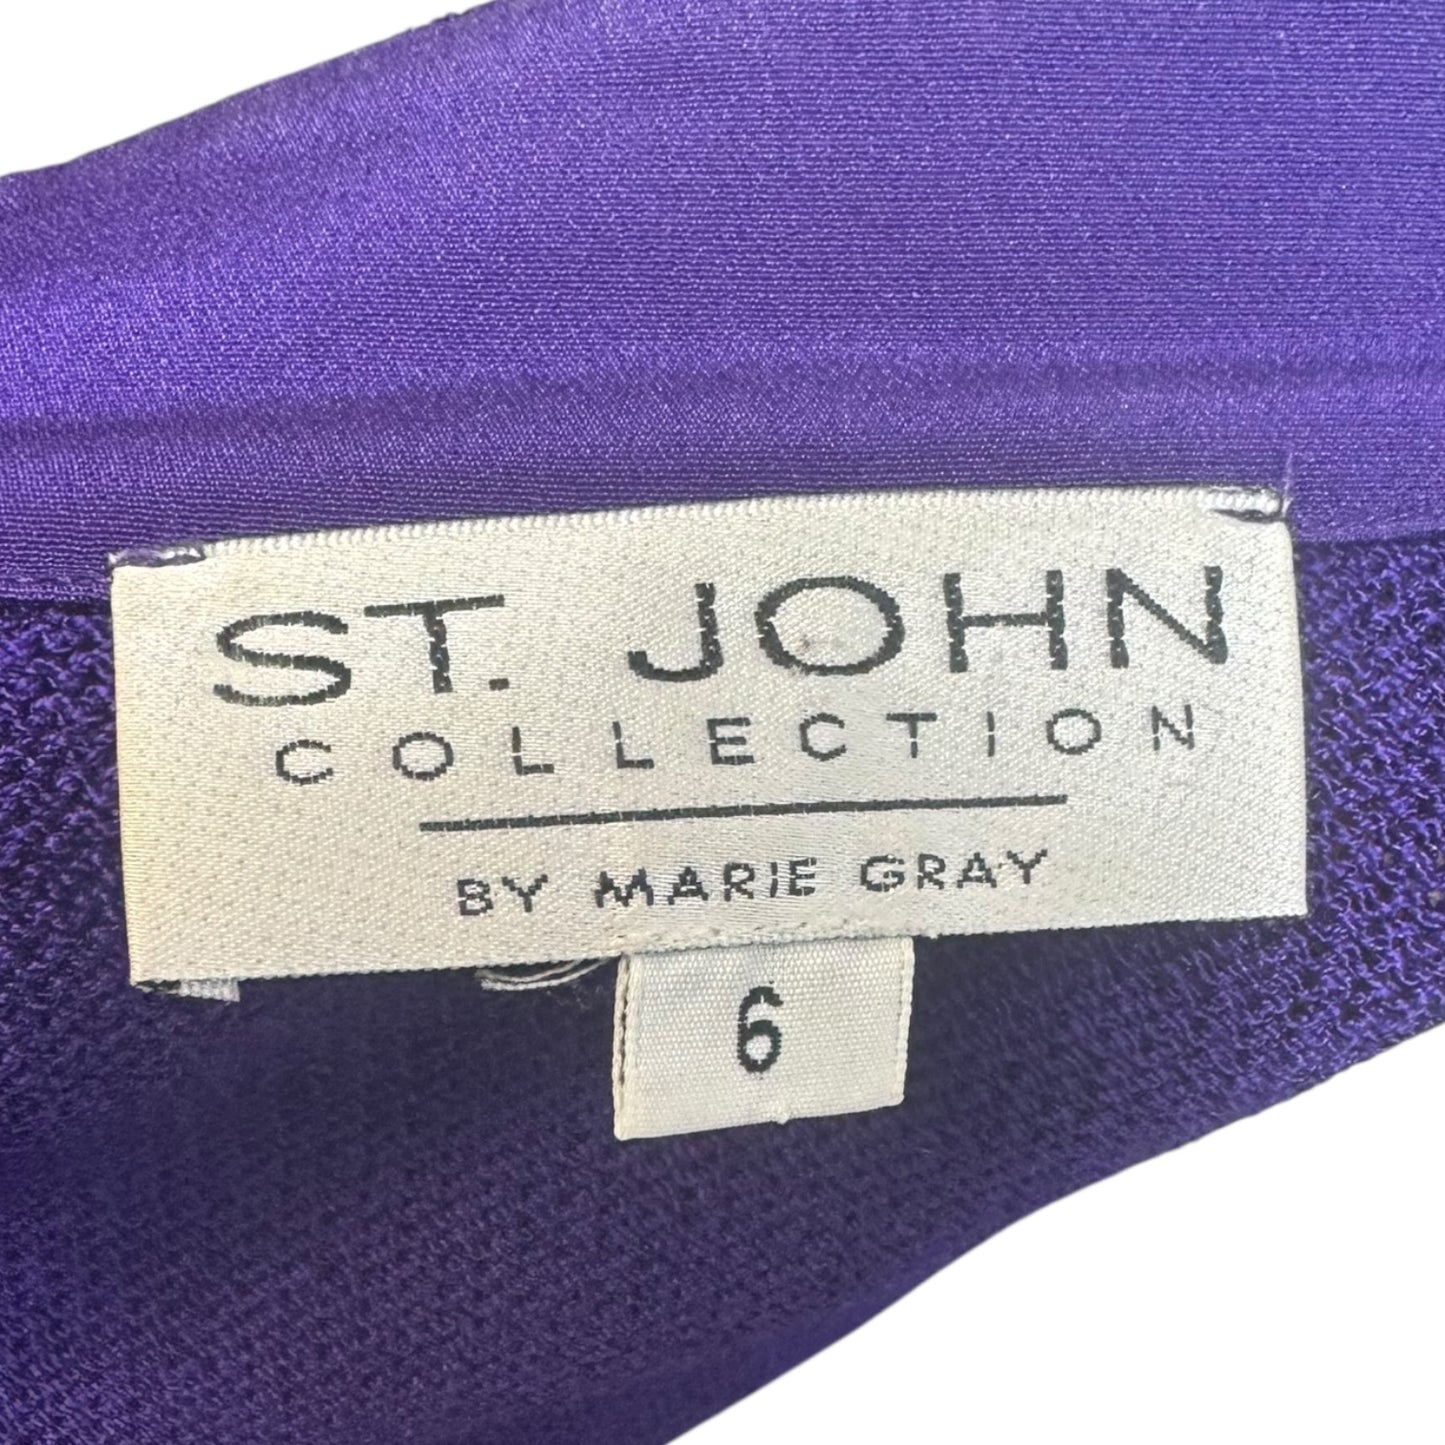 ST. JOHN
COLLECTION
BY MARIE GRAY
6